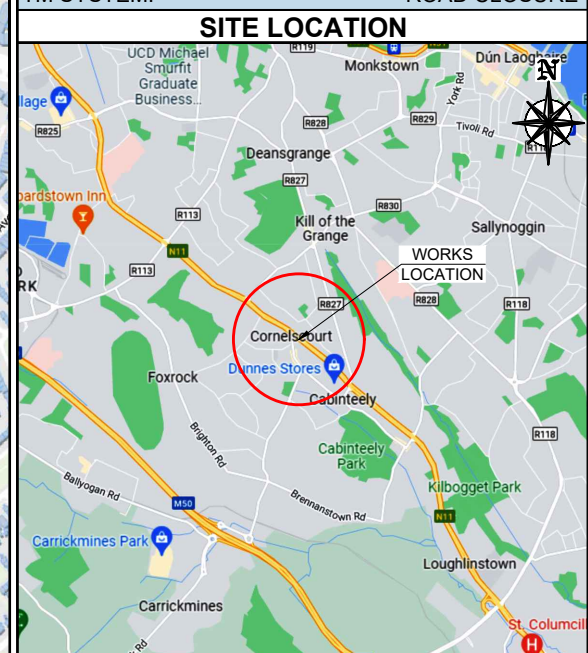 SITE LOCATION
R119
UCD Michael
Smurfit
Graduate
Business...
Monkstown
Dún Laoghaire
N
York Rd
R825
R828
R829
Tivoli Rd
Deansgrange
R827
R113
R830
Kill of the
Grange
Sallynoggin
N11
R113
WORKS
LOCATION
R827
R828
R118
Cornelscourt
Dunnes Stores
Foxrock
Cabinteely
Brighton Rd
R118
Cabinteely
Park
Ballyogan Rd
Brennanstown Rd
Kilbogget Park
M50
N11
Carrickmines Park
Loughlinstown
Carrickmines
St. Columcill
H